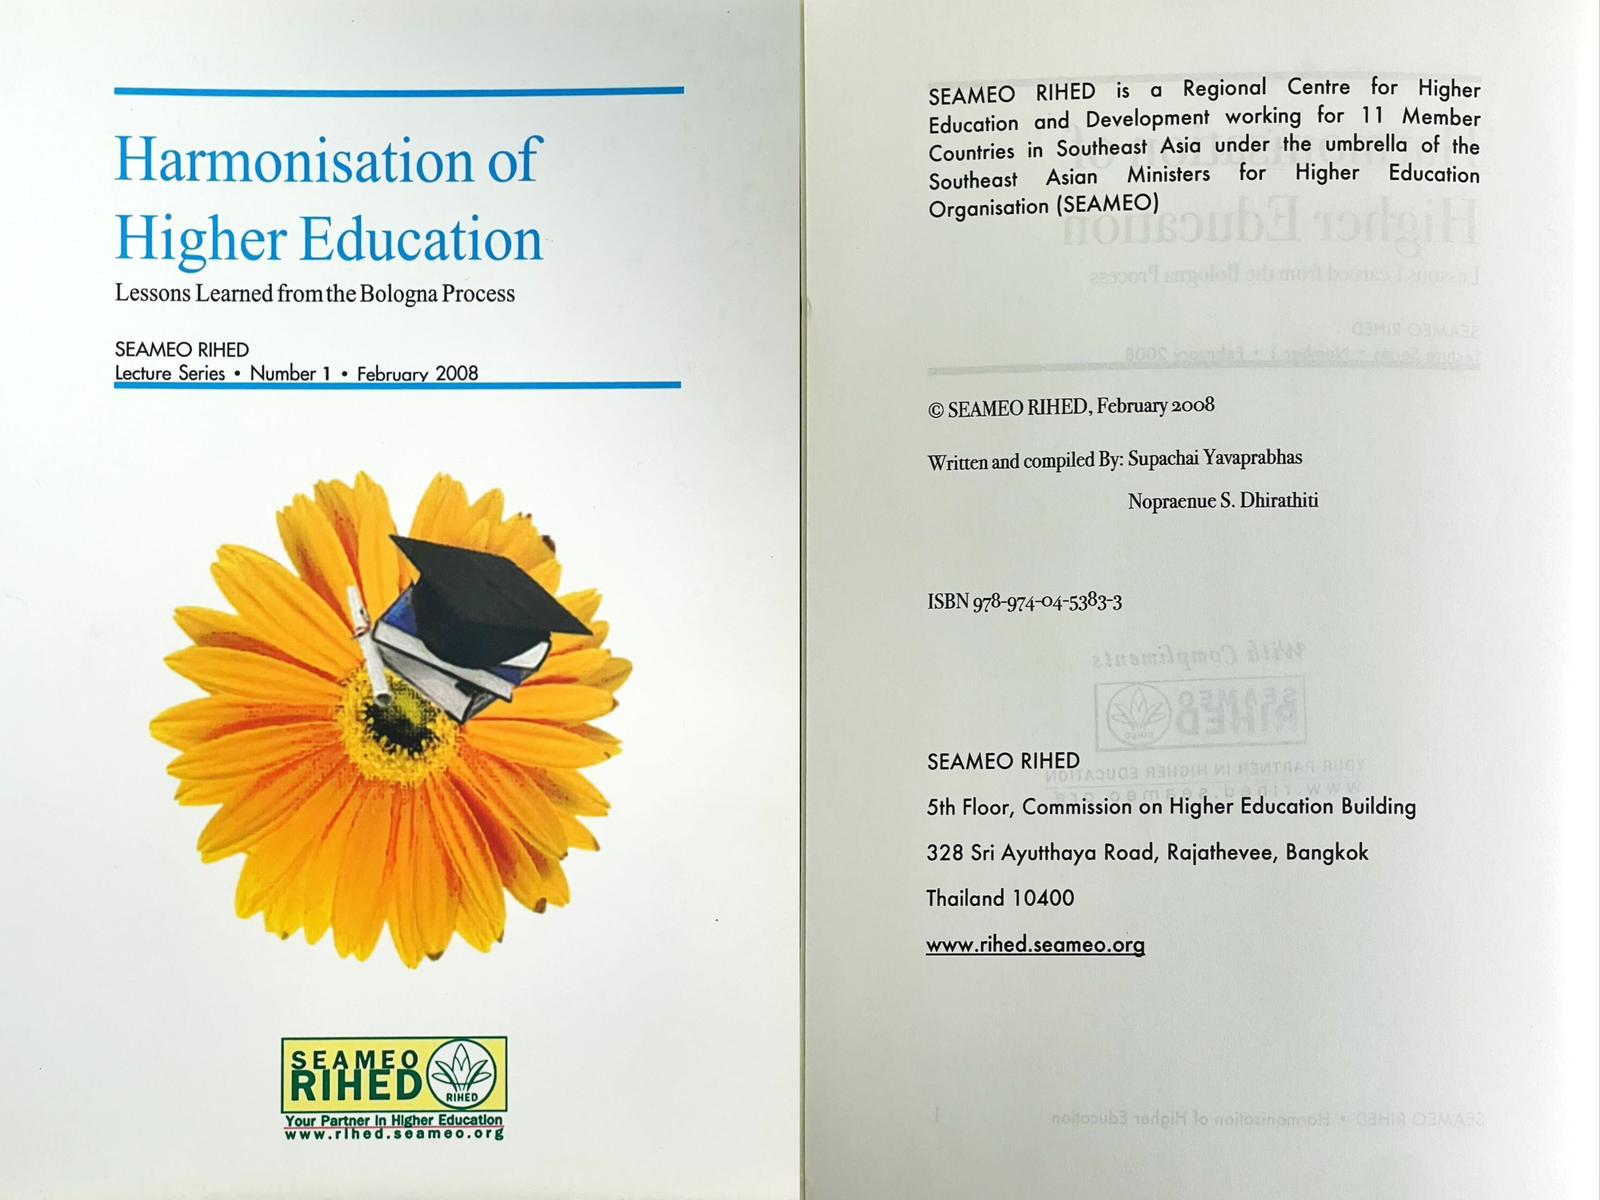 Harmonisation of
Higher Education
Lessons Learned from the Bologna Process
SEAMEO RIHED
Lecture Series • Number 1 • February 2008
SEAMEO
RIHED
RIHED
Your Partner in Higher Education
www.rihed.seameo.org
SEAMEO RIHED is a Regional Centre for Higher
Education and Development working for 11 Member
Countries in Southeast Asia under the umbrella of the
Southeast Asian Ministers for Higher Education
Organisation (SEAMEO)
© SEAMEO RIHED, February 2008
Written and compiled By: Supachai Yavaprabhas
Nopraenue S. Dhirathiti
ISBN 978-974-04-5383-3
SEAMEO RIHED
5th Floor, Commission on Higher Education Building
328 Sri Ayutthaya Road, Rajathevee, Bangkok
Thailand 10400
www.rihed.seameo.org